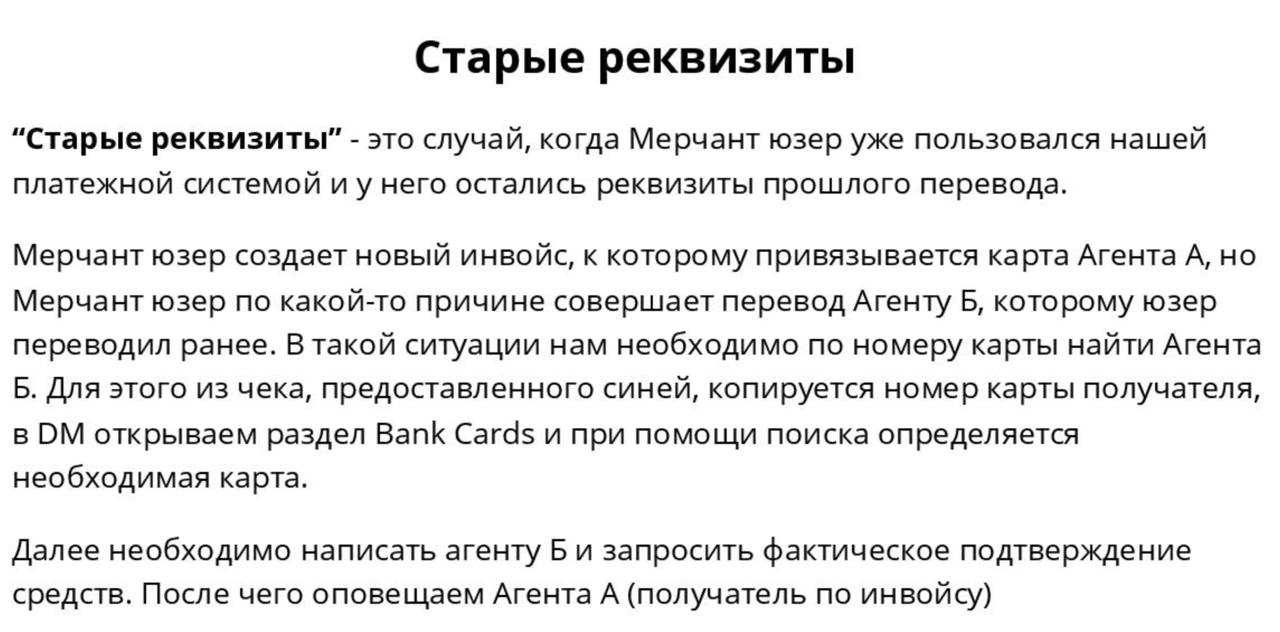 Старые реквизиты
“Старые реквизиты” - это случай, когда Мерчант юзер уже пользовался нашей
платежной системой и у него остались реквизиты прошлого перевода.
Мерчант юзер создает новый инвойс, к которому привязывается карта Агента А, но
Мерчант юзер по какой-то причине совершает перевод Агенту Б, которому юзер
переводил ранее. В такой ситуации нам необходимо по номеру карты найти Агента
Б. Для этого из чека, предоставленного синей, копируется номер карты получателя,
в DM открываем раздел Bank Cards и при помощи поиска определяется
необходимая карта.
Далее необходимо написать агенту Б и запросить фактическое подтверждение
средств. После чего оповещаем Агента А (получатель по инвойсу)